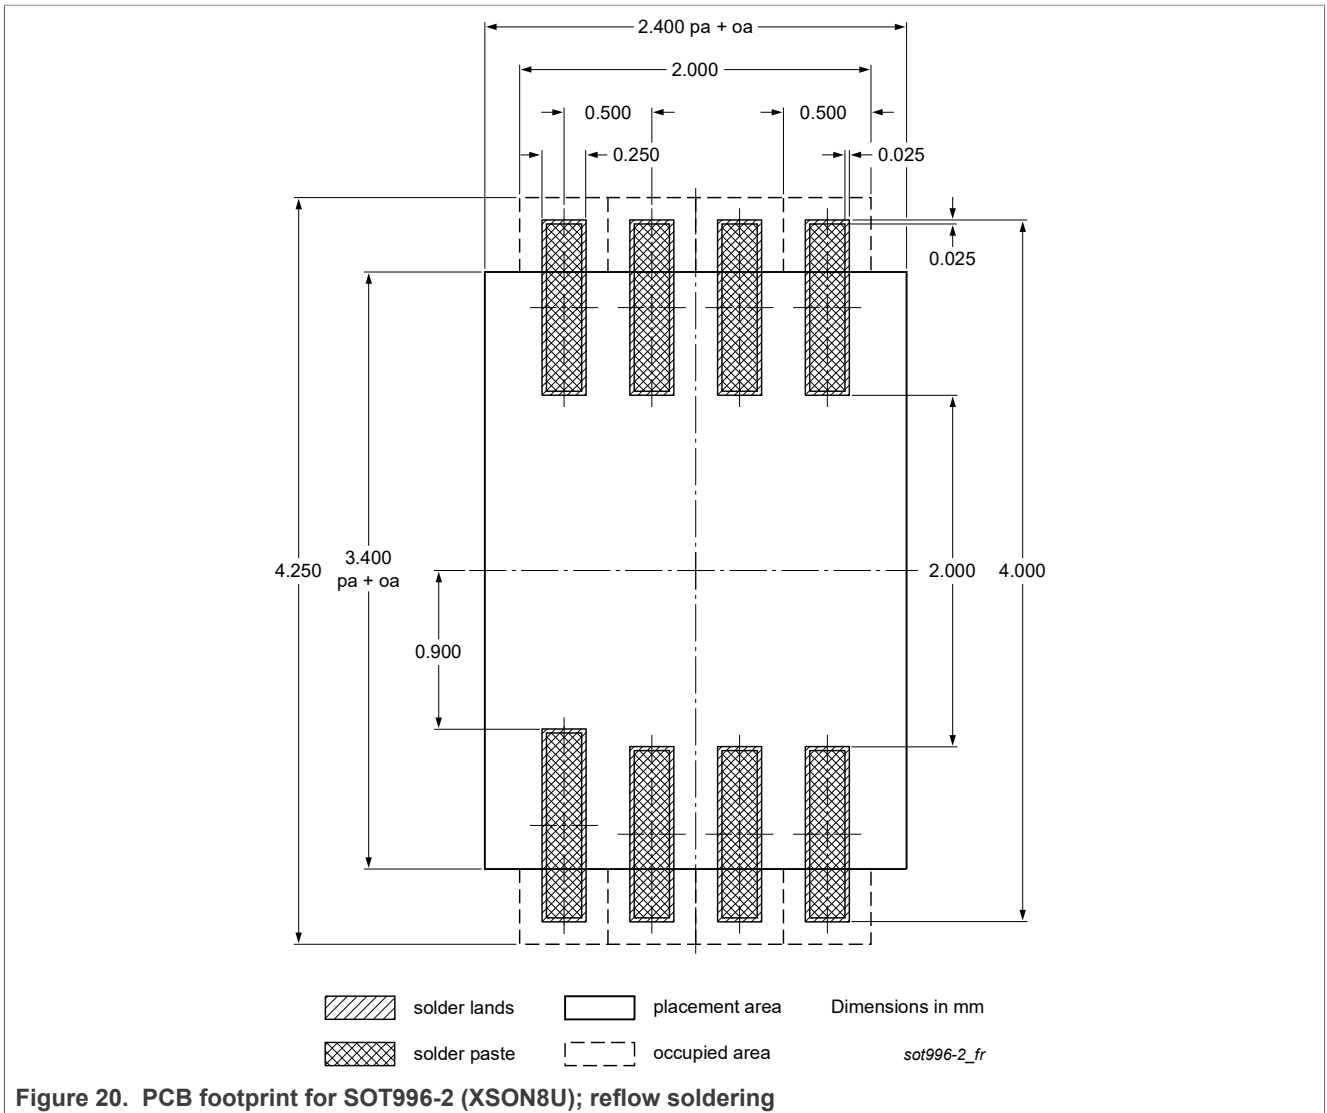 2.400 pa + oa
2.000
0.500
0.500
0.250
0.025
0.025
4.250
3.400
pa + oa
2.000
4.000
0.900
solder lands
placement area
Dimensions in mm
solder paste
occupied area
sot996-2_fr
Figure 20. PCB footprint for SOT996-2 (XSON8U); reflow soldering